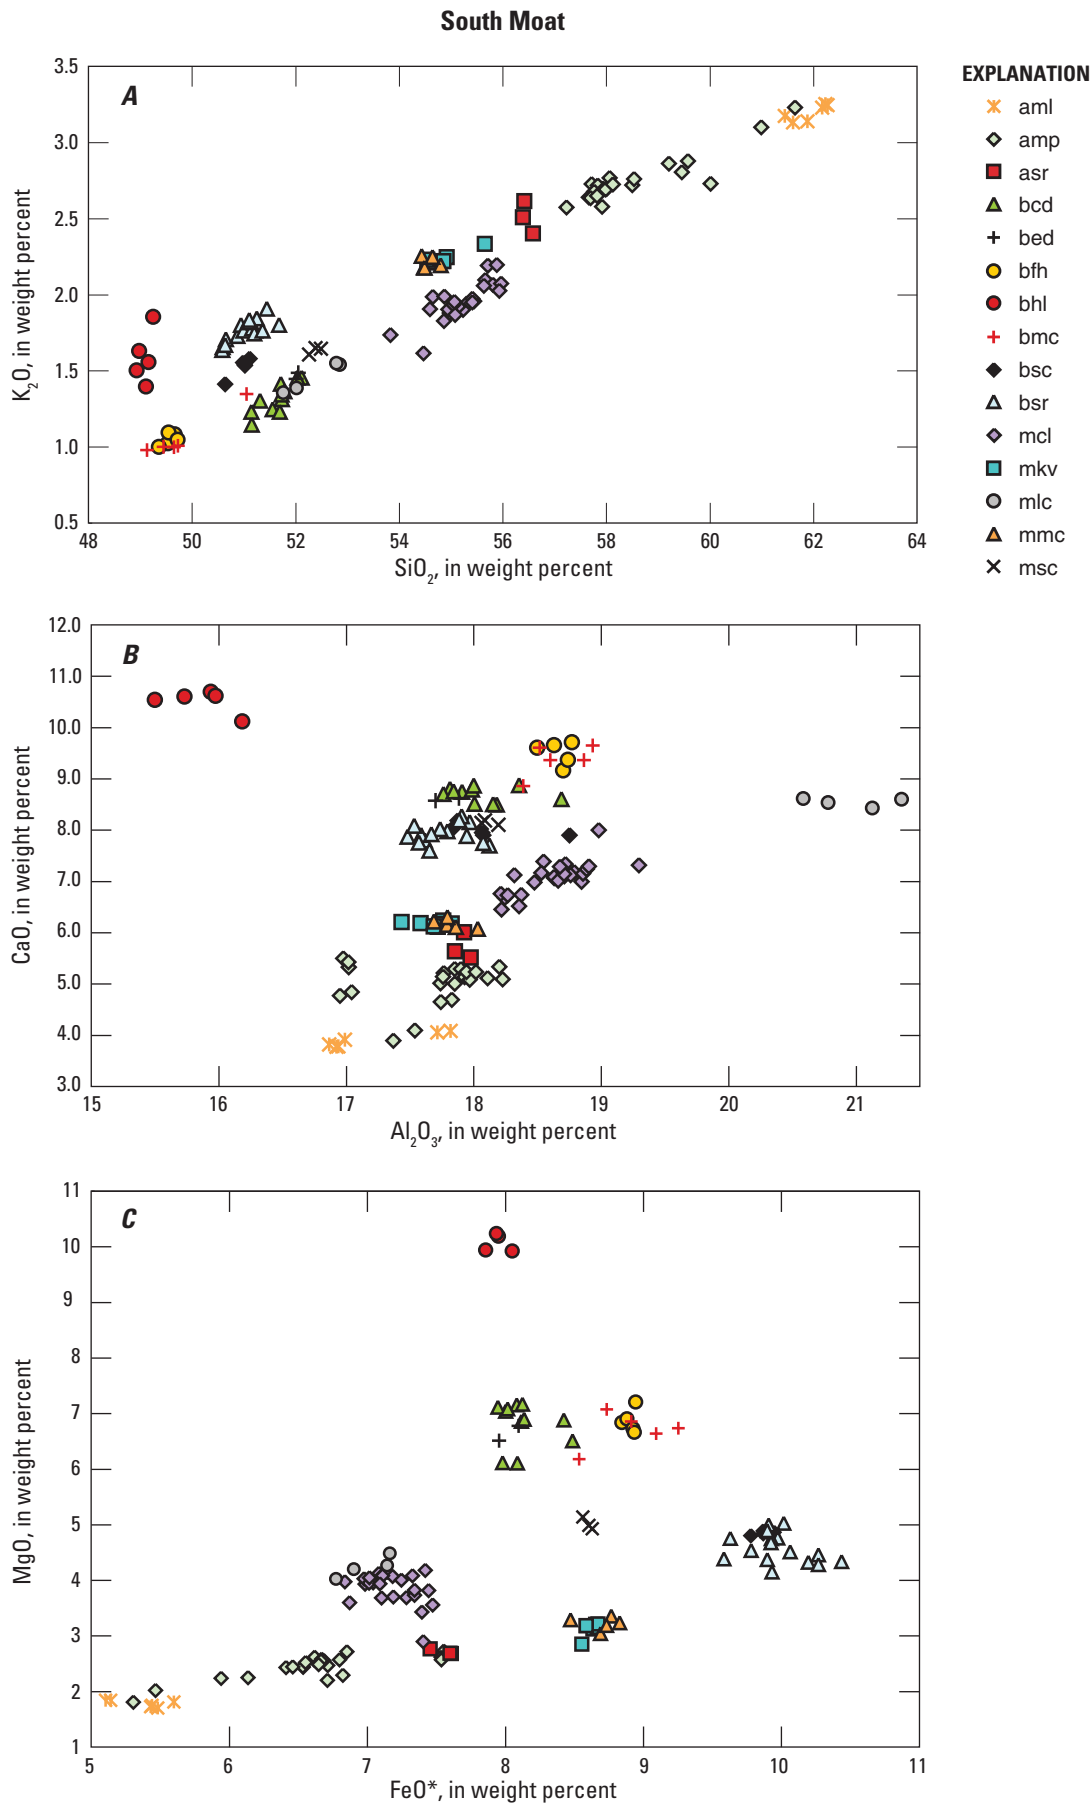 South Moat
A
3.5
3.0
2.5
2.0
1.5
1.0
0.5
K2O, in weight percent
48 50 52 54 56 58 60 62 64
SiO2, in weight percent
EXPLANATION
aml
amp
asr
bcd
bed
bfh
bhl
bmc
bsc
bsr
mcl
mkv
mlc
mmc
msc
B
12.0
11.0
10.0
9.0
8.0
7.0
6.0
5.0
4.0
3.0
CaO, in weight percent
15 16 17 18 19 20 21
Al2O3, in weight percent
C
11
10
9
8
7
6
5
4
3
2
1
MgO, in weight percent
5 6 7 8 9 10 11
FeO*, in weight percent